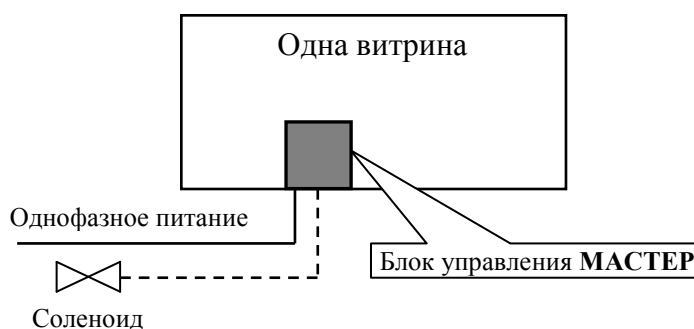 Одна витрина
Однофазное питание
Блок управления МАСТЕР
Соленоид